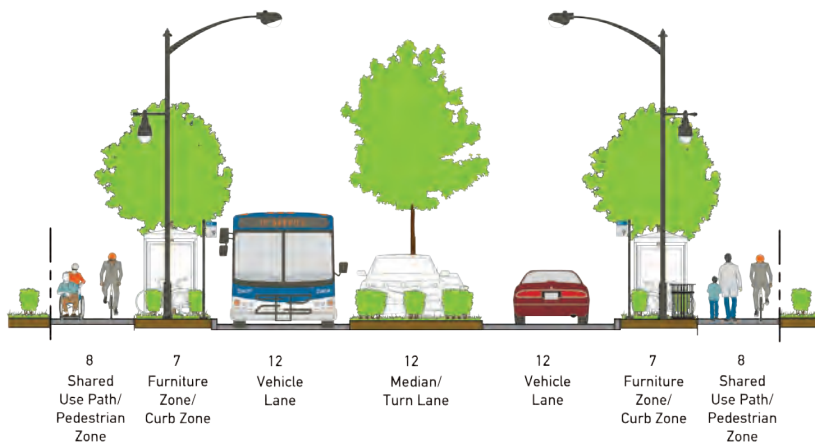 8
Shared
Use Path/
Pedestrian
Zone
7
Furniture
Zone/
Curb Zone
12
Vehicle
Lane
12
Median/
Turn Lane
12
Vehicle
Lane
7
Furniture
Zone/
Curb Zone
8
Shared
Use Path/
Pedestrian
Zone